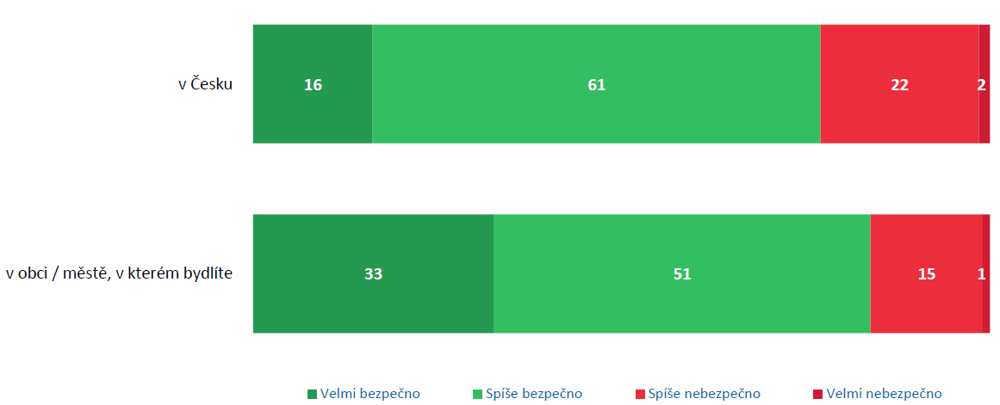 v Česku 16 61 22 2
v obci / městě, v kterém bydlíte 33 51 15 1
Velmi bezpečno Spíše bezpečno Spíše nebezpečno Velmi nebezpečno